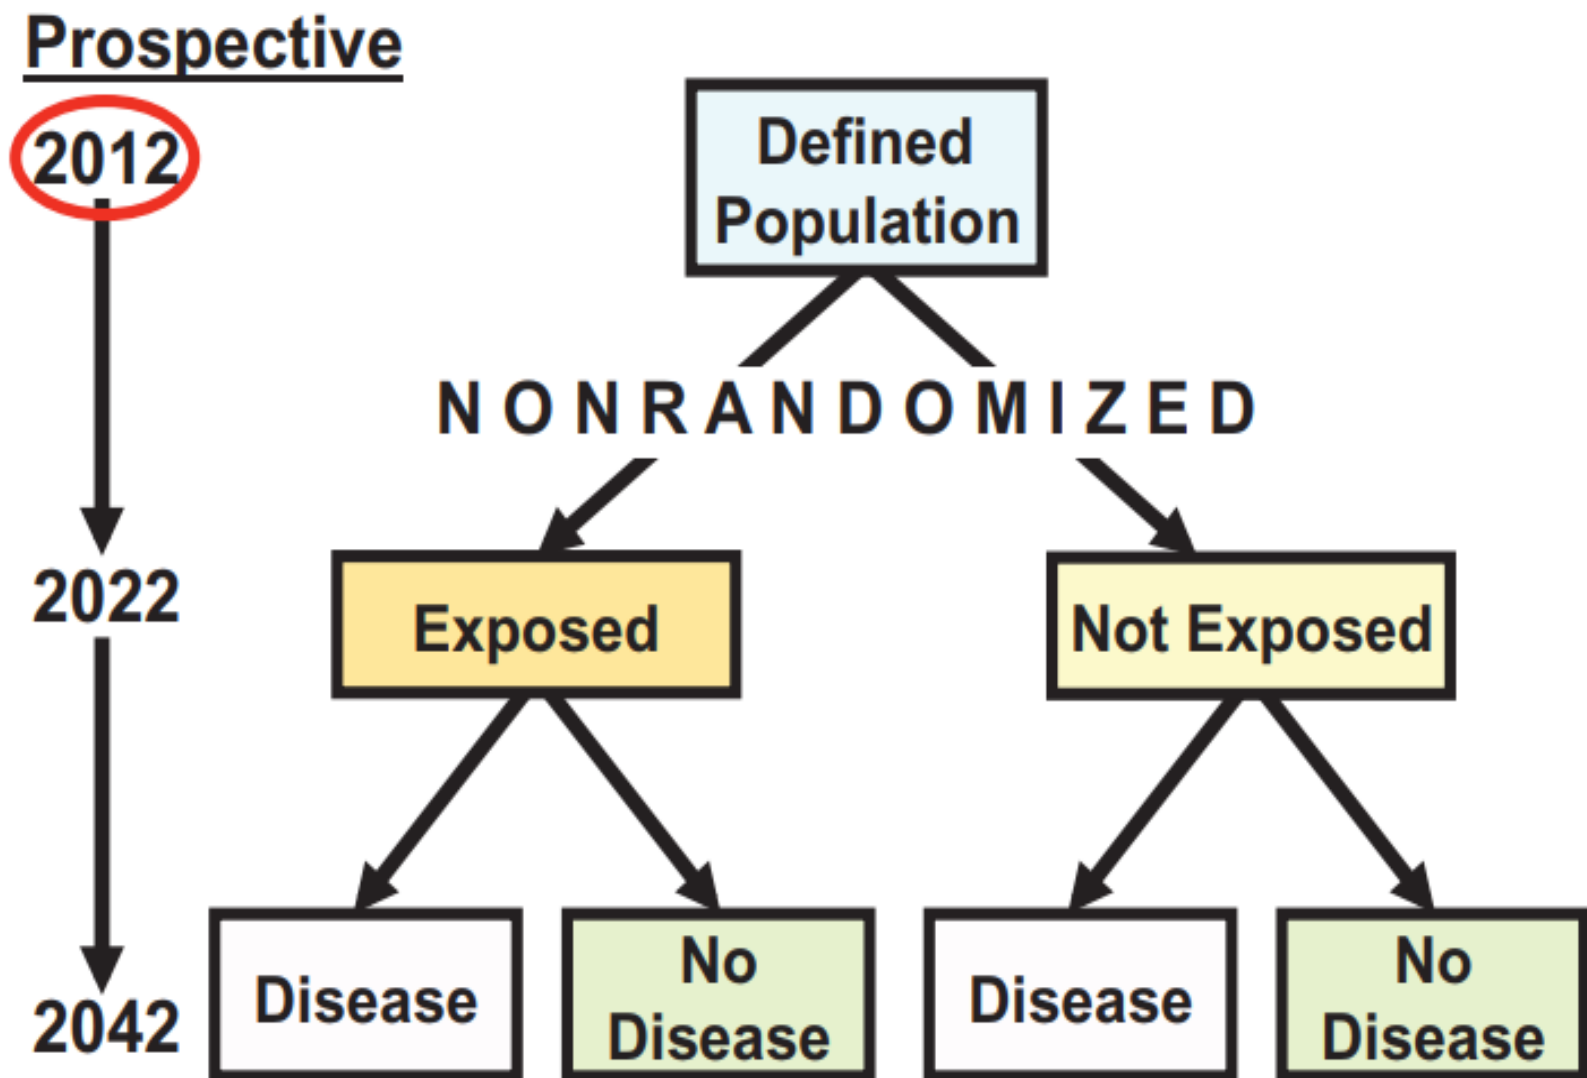 Prospective
2012
Defined
Population
NONRANDOMIZED
2022
Exposed
Not Exposed
2042
Disease
No
Disease
Disease
No
Disease